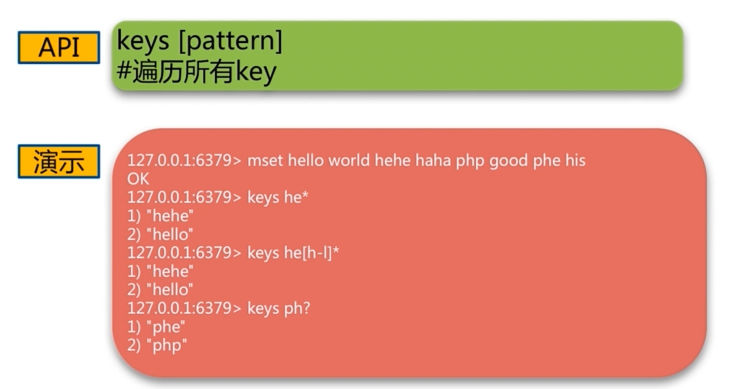 API
keys [pattern]
#遍历所有key
演示
127.0.0.1:6379> mset hello world hehe haha php good phe his
OK
127.0.0.1:6379> keys he*
1) "hehe"
2) "hello"
127.0.0.1:6379> keys he[h-l]*
1) "hehe"
2) "hello"
127.0.0.1:6379> keys ph?
1) "phe"
2) "php"